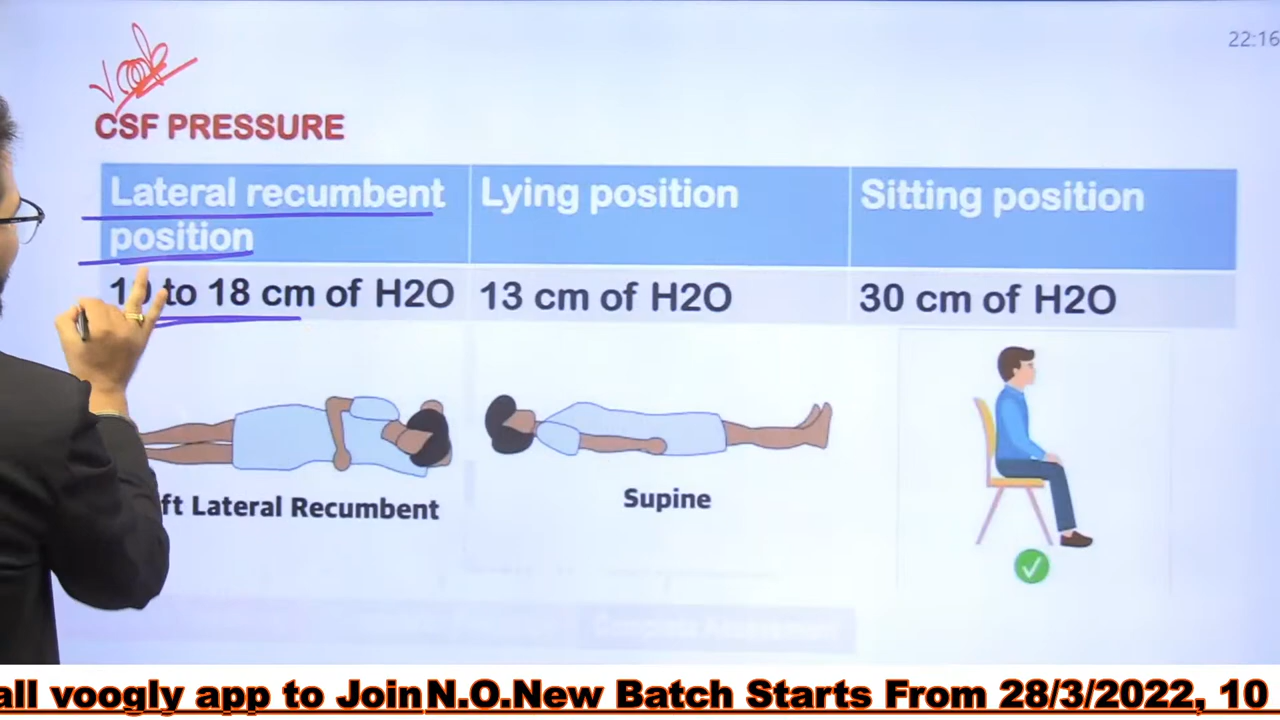 22:16
CSF PRESSURE
Lateral recumbent position
Lying position
Sitting position
10 to 18 cm of H2O
13 cm of H2O
30 cm of H2O
ft Lateral Recumbent
Supine
all voogly app to Join N.O.New Batch Starts From 28/3/2022, 10